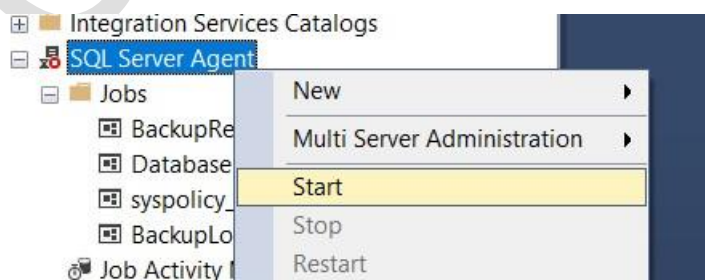 Integration Services Catalogs
SQL Server Agent
Jobs
New
BackupRe
Multi Server Administration
Database
Start
syspolicy_
Stop
BackupLo
Restart
Job Activity